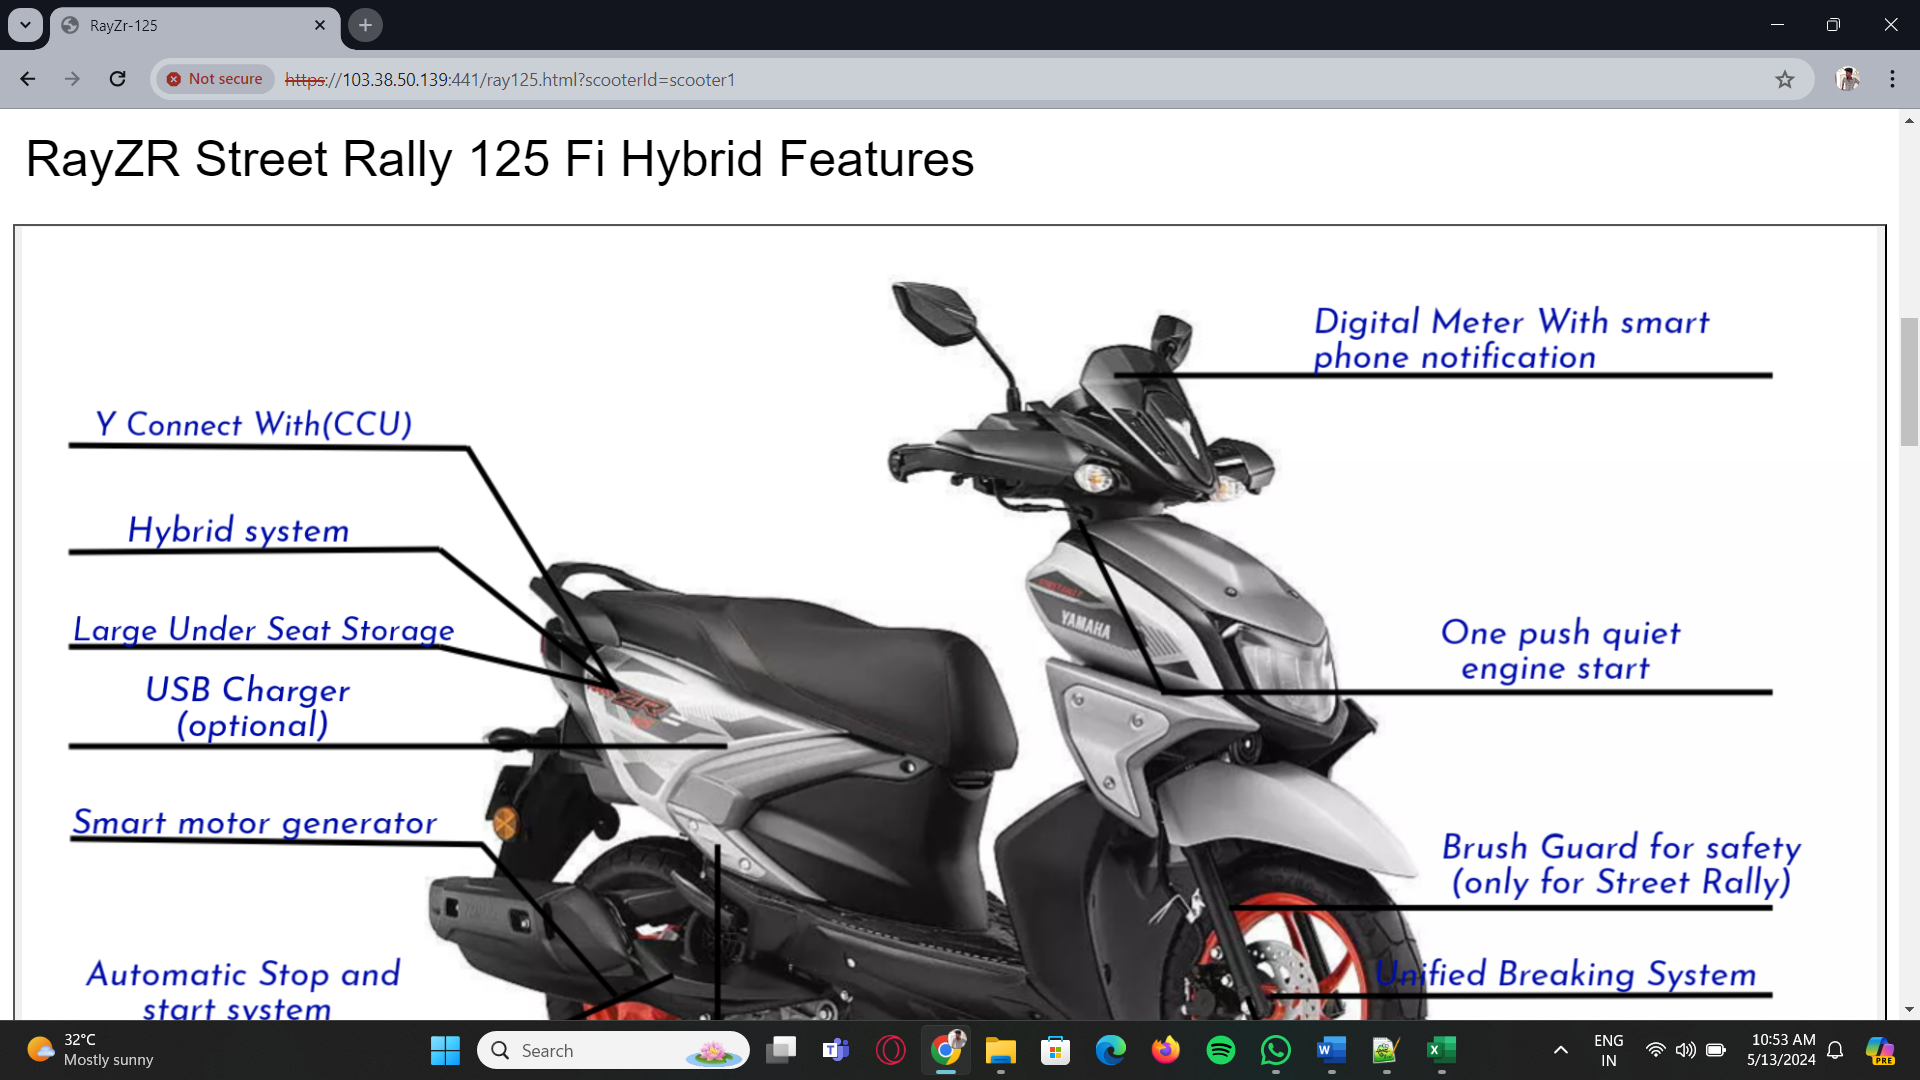 RayZr-125
Not secure
https://103.38.50.139:441/ray125.html?scooterId=scooter1
RayZR Street Rally 125 Fi Hybrid Features
Digital Meter With smart
phone notification
Y Connect With(CCU)
Hybrid system
Large Under Seat Storage
USB Charger
(optional)
Smart motor generator
Automatic Stop and
start system
YAMAHA
ZR
One push quiet
engine start
Brush Guard for safety
(only for Street Rally)
Unified Breaking System
32°C
Mostly sunny
Search
ENG
IN
10:53 AM
5/13/2024
PRE